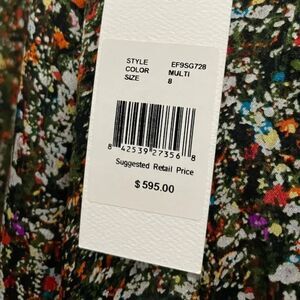 STYLE EF9SG728
COLOR MULTI
SIZE 8
8 42539 27356 8
Suggested Retail Price
$595.00